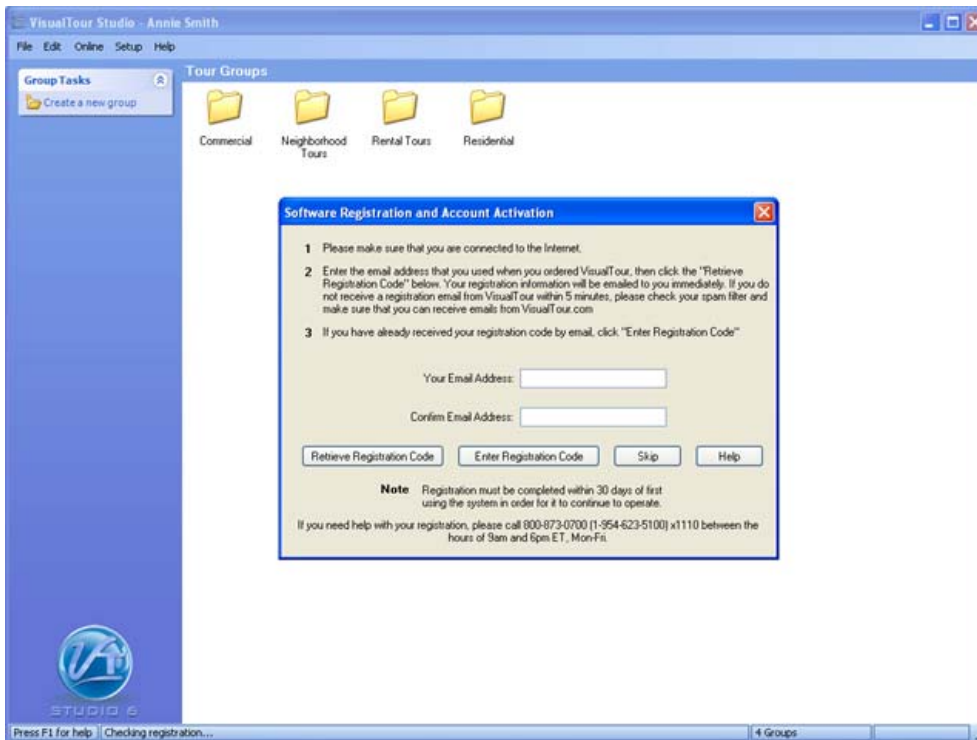 VisualTour Studio - Annie Smith
File Edit Online Setup Help
Group Tasks
Create a new group
Tour Groups
Commercial
Neighborhood
Tours
Rental Tours
Residential
Software Registration and Account Activation
1 Please make sure that you are connected to the Internet.
2 Enter the email address that you used when you ordered VisualTour, then click the "Retrieve
Registration Code" below. Your registration information will be emailed to you immediately. If you do
not receive a registration email from VisualTour within 5 minutes, please check your spam filter and
make sure that you can receive emails from VisualTour.com
3 If you have already received your registration code by email, click "Enter Registration Code"
Your Email Address:
Confirm Email Address:
Retrieve Registration Code Enter Registration Code Skip Help
Note Registration must be completed within 30 days of first
using the system in order for it to continue to operate.
If you need help with your registration, please call 800-873-0700 (1-954-623-5100) x1110 between the
hours of 9am and 6pm ET, Mon-Fri.
STUDIO 6
Press F1 for help Checking registration... 4 Groups